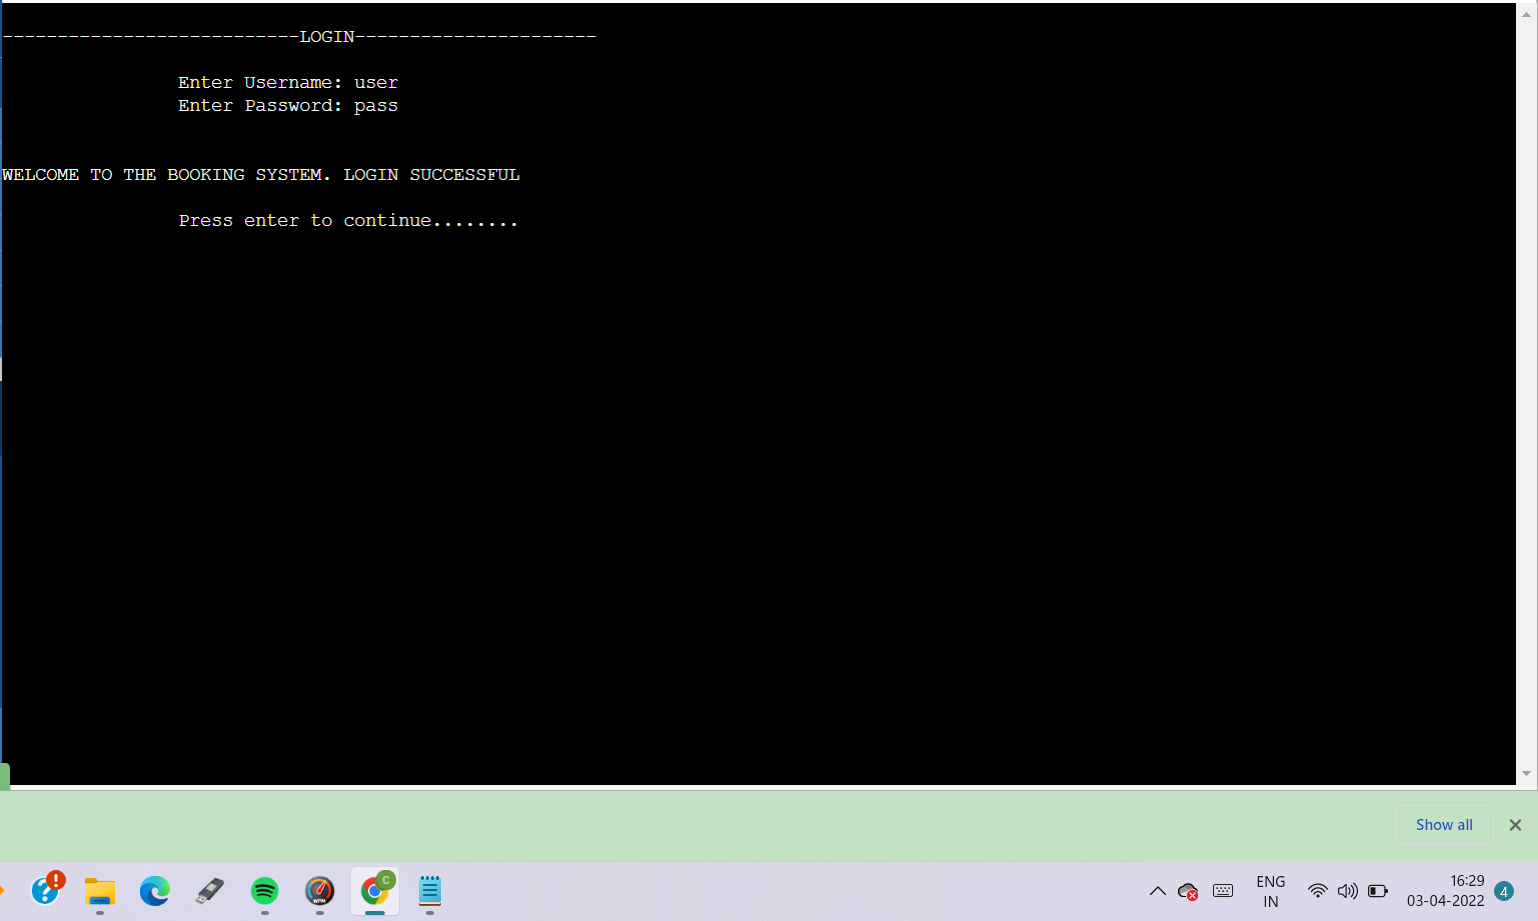 ---------------------------LOGIN----------------------
Enter Username: user
Enter Password: pass
WELCOME TO THE BOOKING SYSTEM. LOGIN SUCCESSFUL
Press enter to continue........
Show all
C
WPM
ENG
IN
16:29
03-04-2022
4